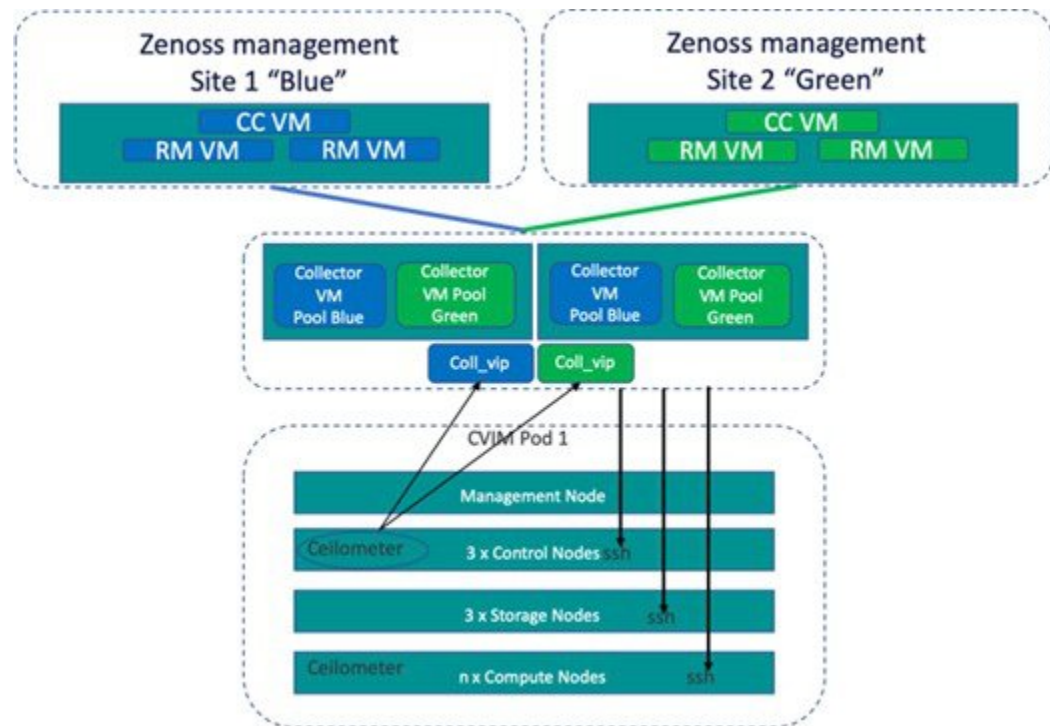 Zenoss management
Site 1 “Blue”
CC VM
RM VM
RM VM
Zenoss management
Site 2 “Green”
CC VM
RM VM
RM VM
Collector
VM
Pool Blue
Collector
VM Pool
Green
Collector
VM
Pool Blue
Collector
VM Pool
Green
Coll_vip
Coll_vip
CVIM Pod 1
Management Node
Ceilometer
3 x Control Nodes
ssh
3 x Storage Nodes
ssh
Ceilometer
n x Compute Nodes
ssh